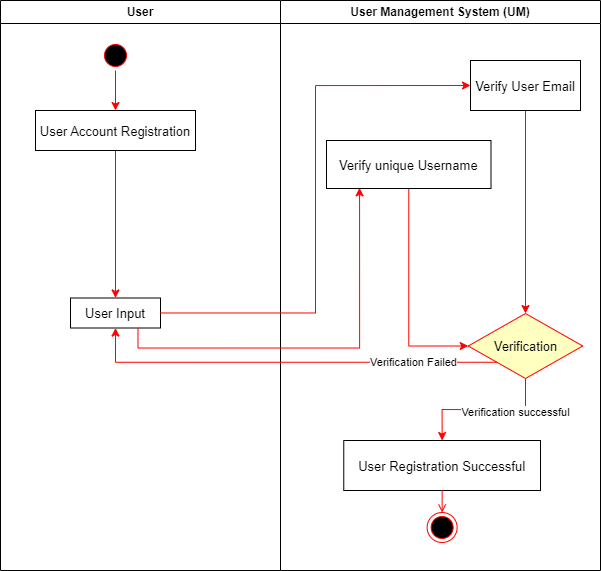 User
User Management System (UM)
Verify User Email
User Account Registration
Verify unique Username
User Input
Verification
Verification Failed
Verification successful
User Registration Successful